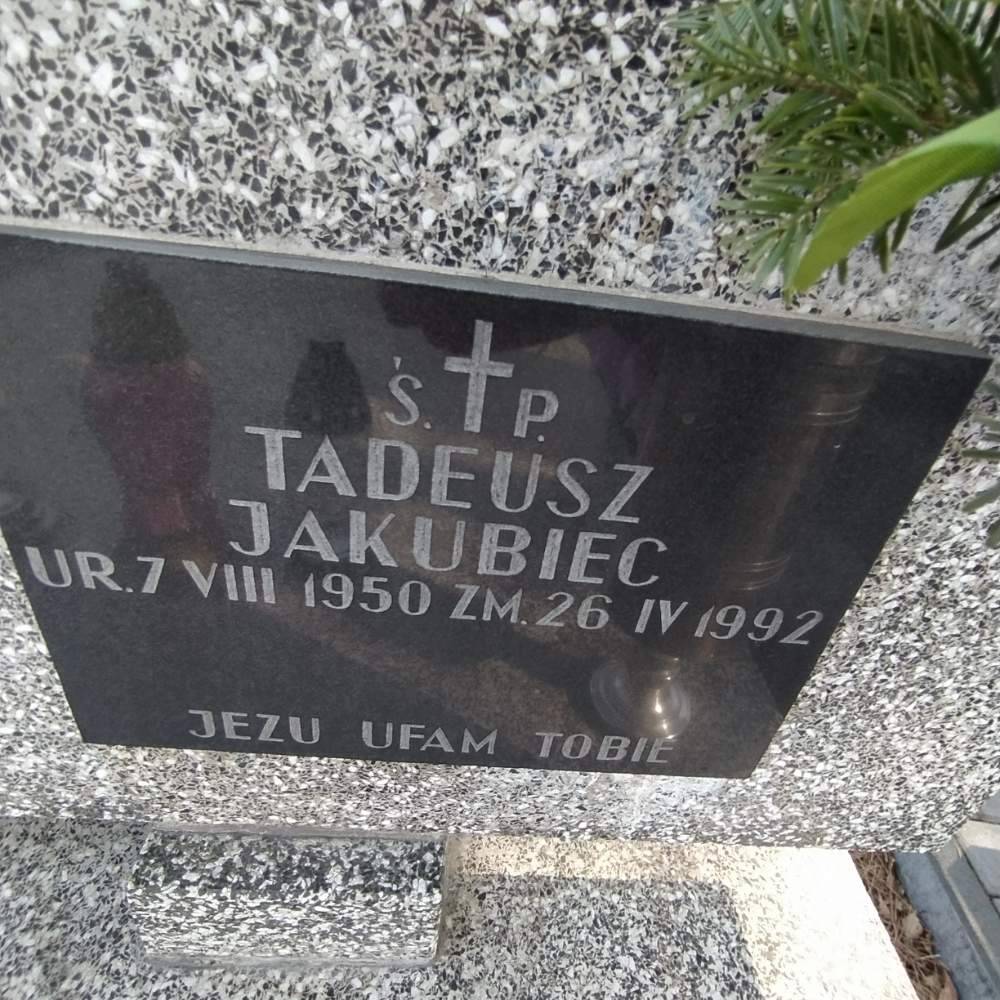 Ś. P.
TADEUSZ
JAKUBIEC
UR. 7 VIII 1950 ZM. 26 IV 1992
JEZU UFAM TOBIE